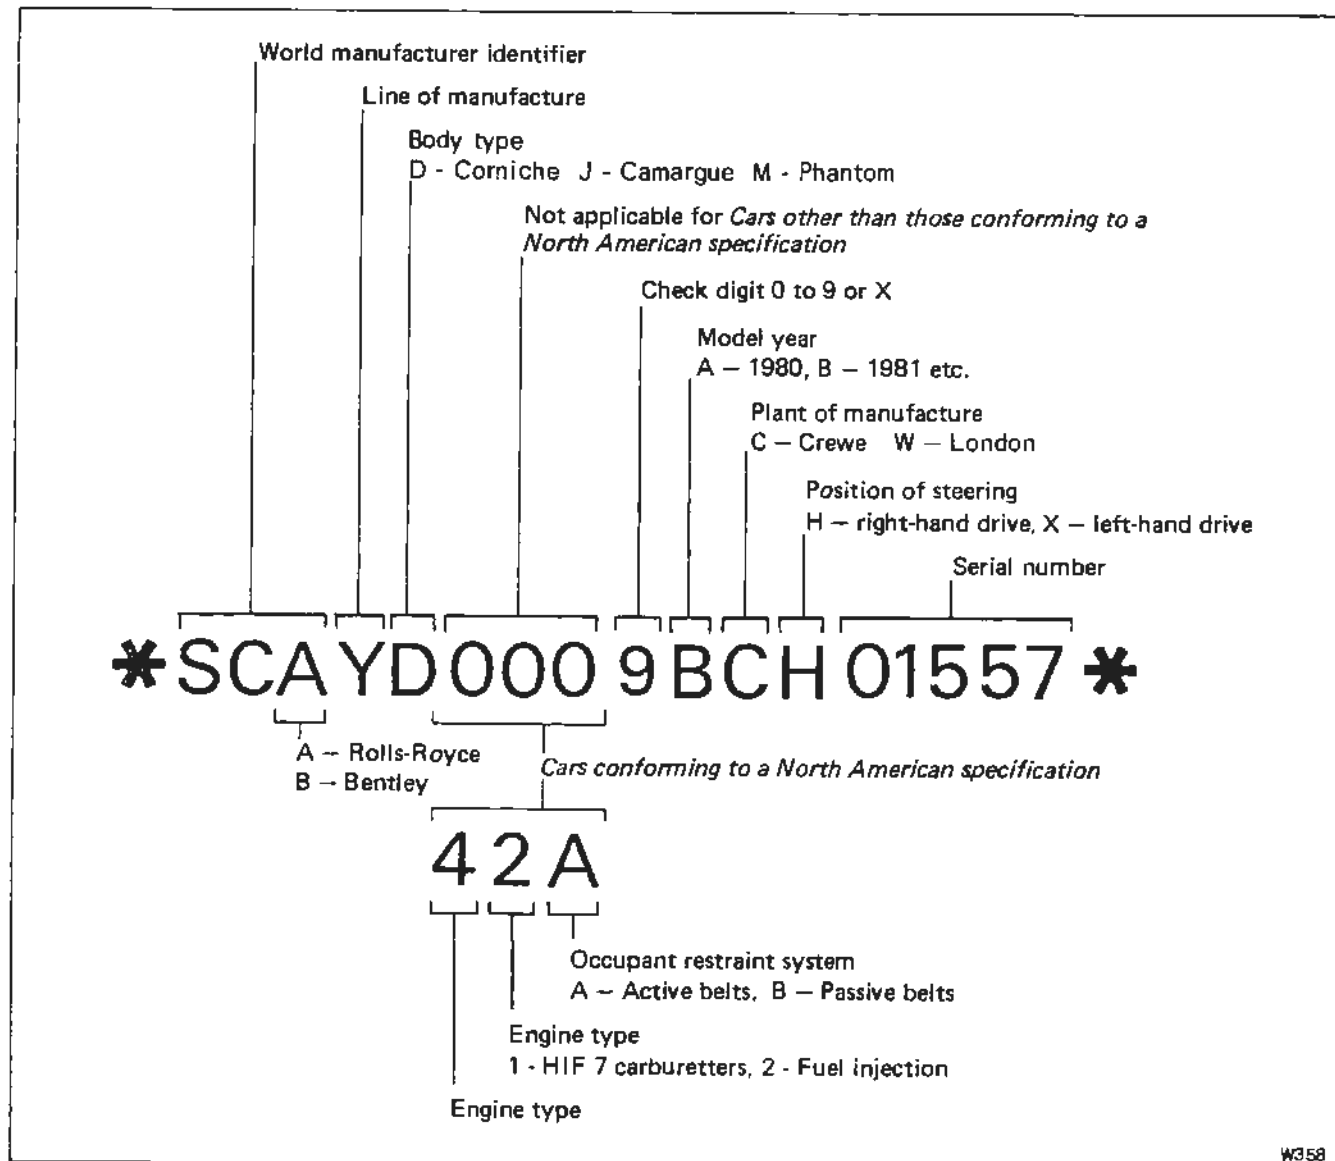 World manufacturer identifier
Line of manufacture
Body type
D - Corniche J - Camargue M - Phantom
Not applicable for Cars other than those conforming to a
North American specification
Check digit 0 to 9 or X
Model year
A – 1980, B – 1981 etc.
Plant of manufacture
C – Crewe W – London
Position of steering
H – right-hand drive, X – left-hand drive
Serial number
*SCAYD0009BCH01557*
A – Rolls-Royce
B – Bentley
Cars conforming to a North American specification
42A
Occupant restraint system
A – Active belts, B – Passive belts
Engine type
1 - HIF 7 carburetters, 2 - Fuel injection
Engine type
W358